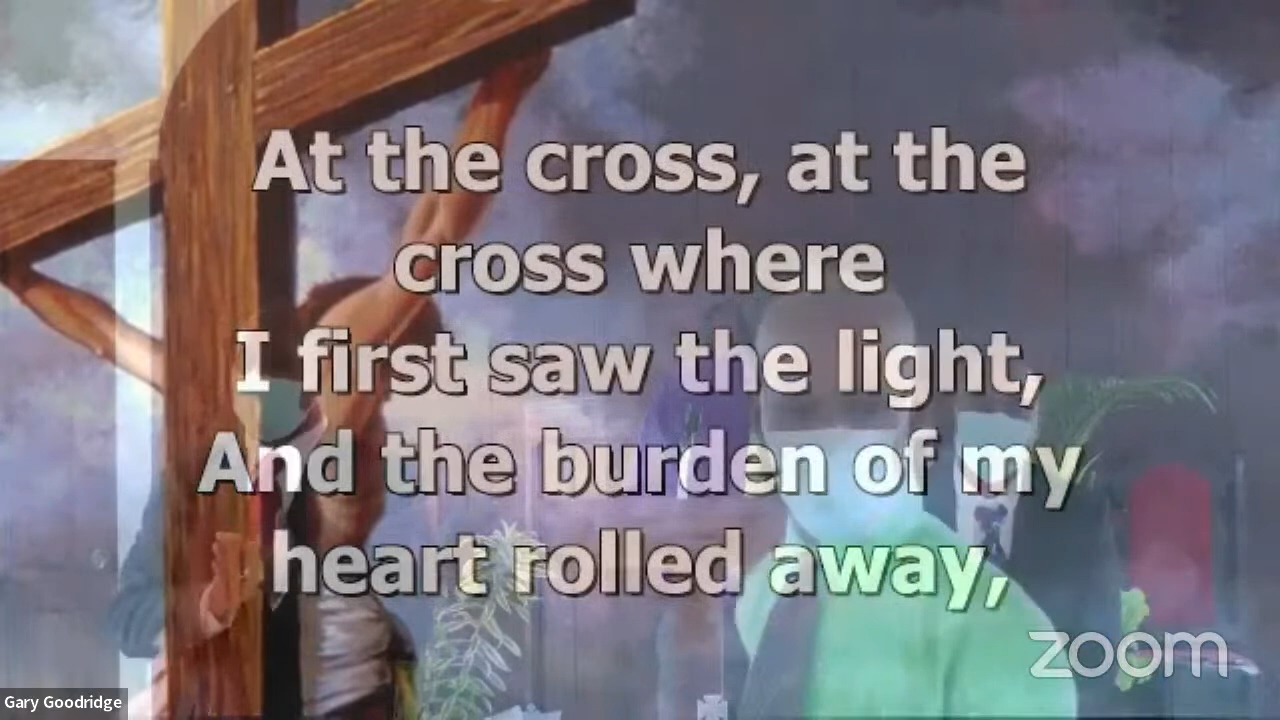 At the cross, at the
cross where
I first saw the light,
And the burden of my
heart rolled away,
zoom
Gary Goodridge